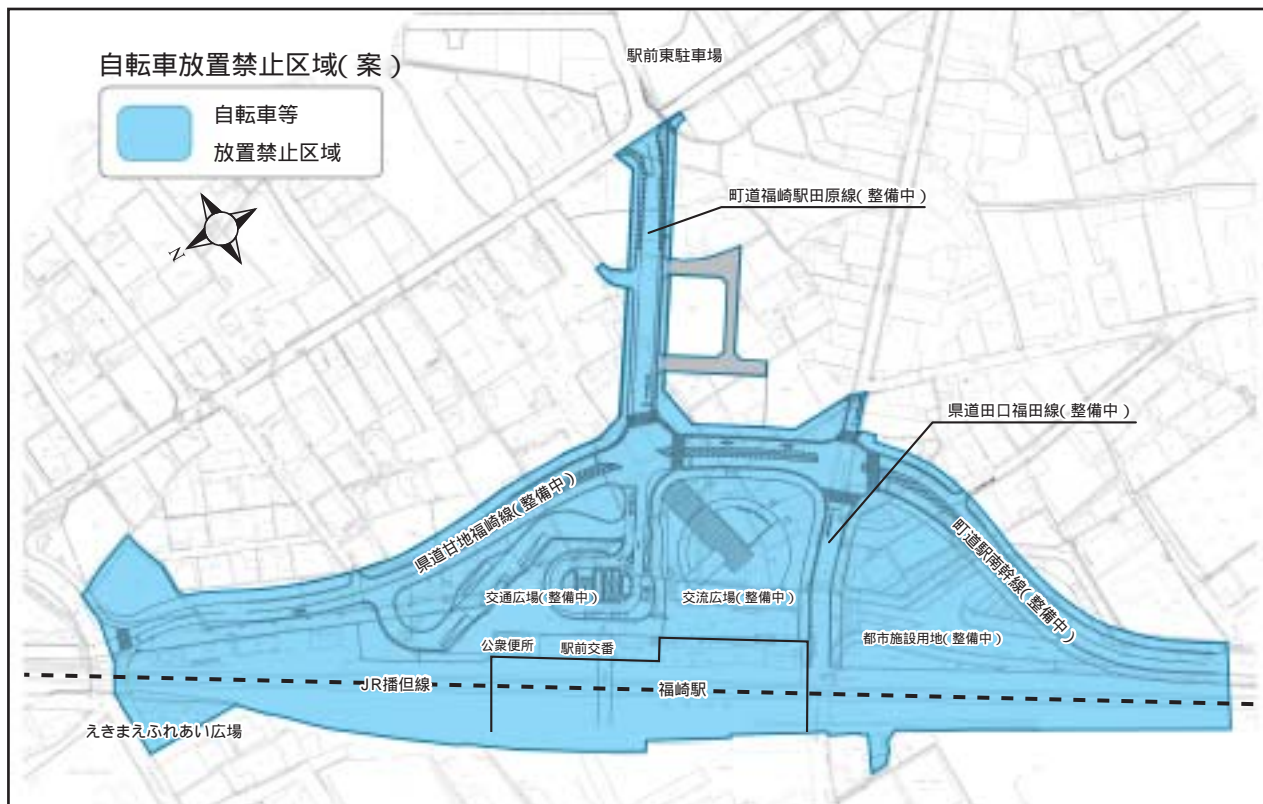 駅前東駐車場
自転車放置禁止区域(案)
自転車等
放置禁止区域
町道福崎駅田原線(整備中)
N
県道田口福田線(整備中)
県道甘地福崎線(整備中)
町道駅南幹線(整備中)
交通広場(整備中)
交流広場(整備中)
都市施設用地(整備中)
公衆便所
駅前交番
JR播但線
福崎駅
えきまえふれあい広場